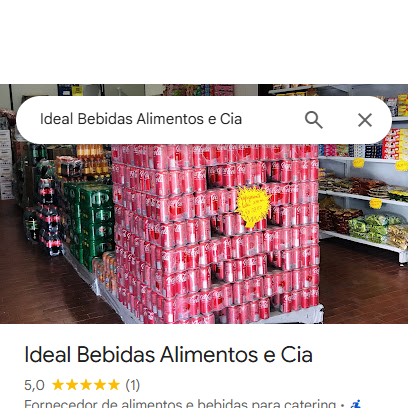 Ideal Bebidas Alimentos e Cia
Ideal Bebidas Alimentos e Cia
5,0 (1)
Fornecedor de alimentos e bebidas para catering ·